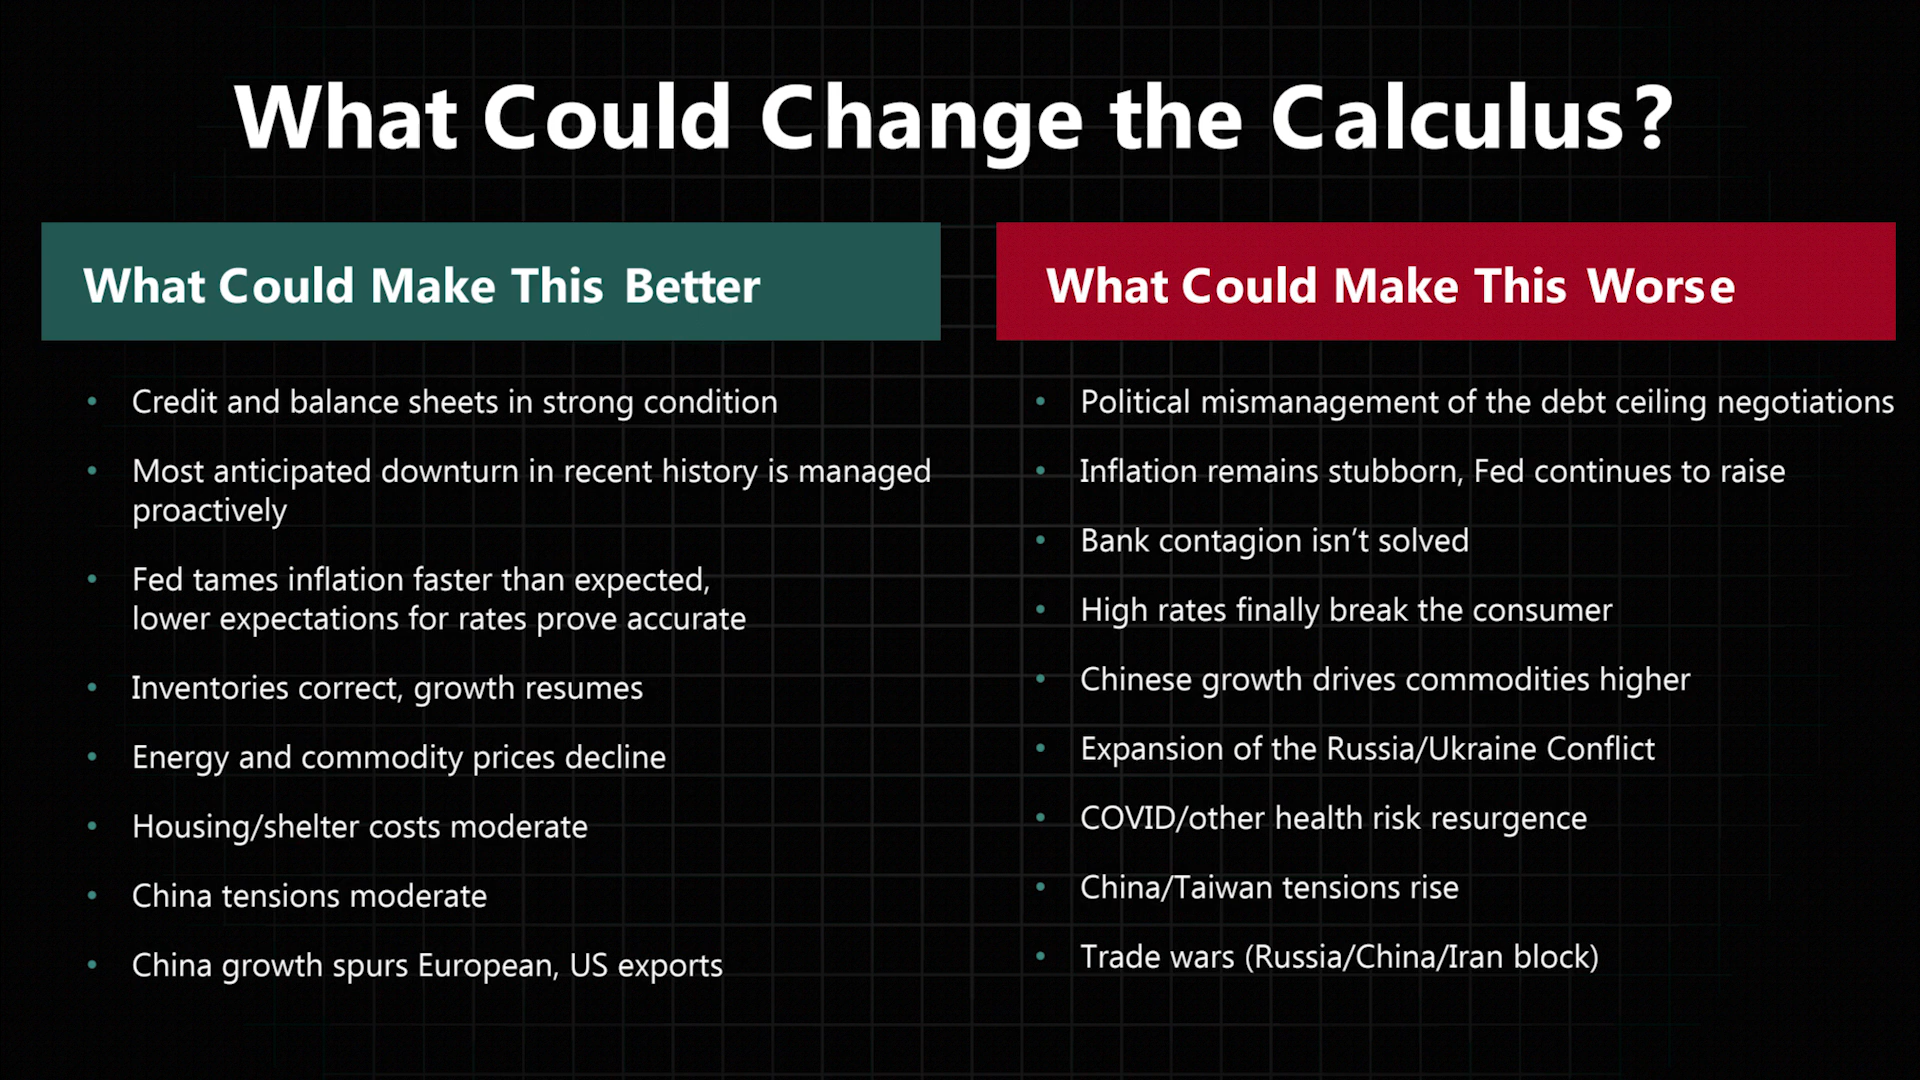 What Could Change the Calculus?
What Could Make This Better
• Credit and balance sheets in strong condition
• Most anticipated downturn in recent history is managed
proactively
• Fed tames inflation faster than expected,
lower expectations for rates prove accurate
• Inventories correct, growth resumes
• Energy and commodity prices decline
• Housing/shelter costs moderate
• China tensions moderate
• China growth spurs European, US exports
What Could Make This Worse
• Political mismanagement of the debt ceiling negotiations
• Inflation remains stubborn, Fed continues to raise
• Bank contagion isn’t solved
• High rates finally break the consumer
• Chinese growth drives commodities higher
• Expansion of the Russia/Ukraine Conflict
• COVID/other health risk resurgence
• China/Taiwan tensions rise
• Trade wars (Russia/China/Iran block)